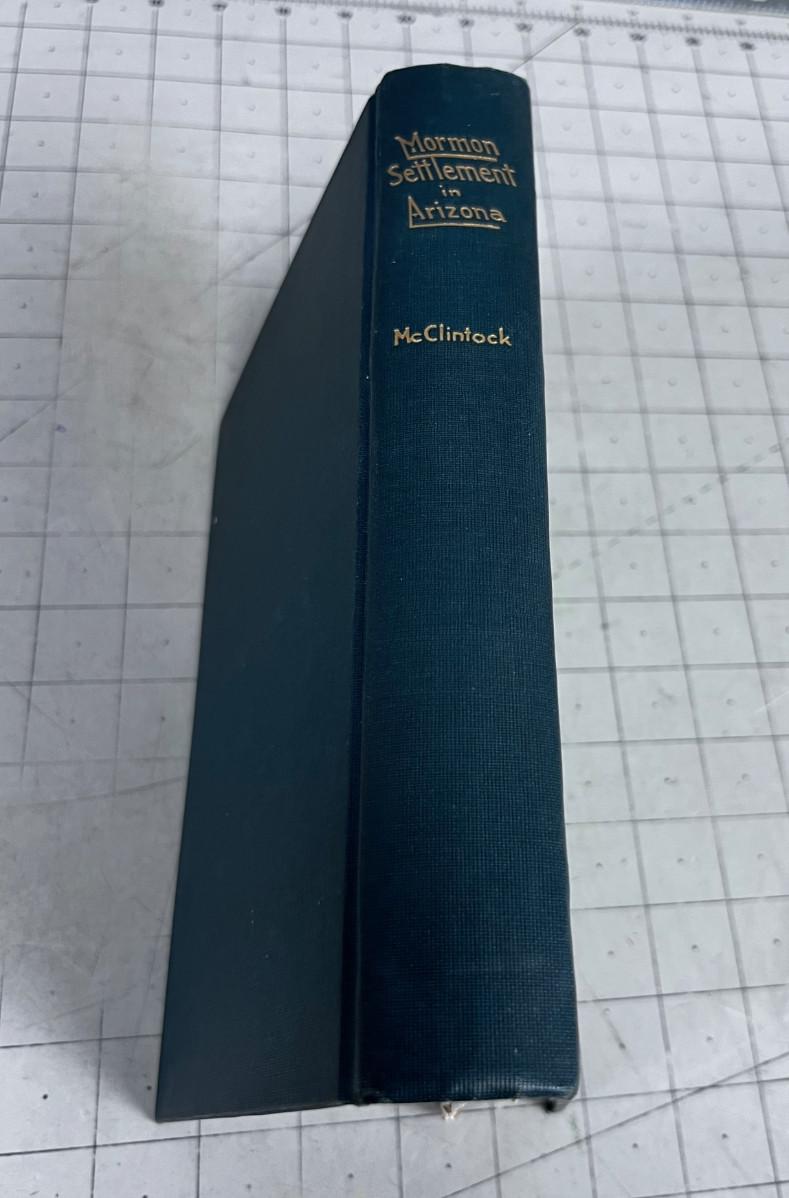 Mormon
Settlement
in
Arizona
McClintock